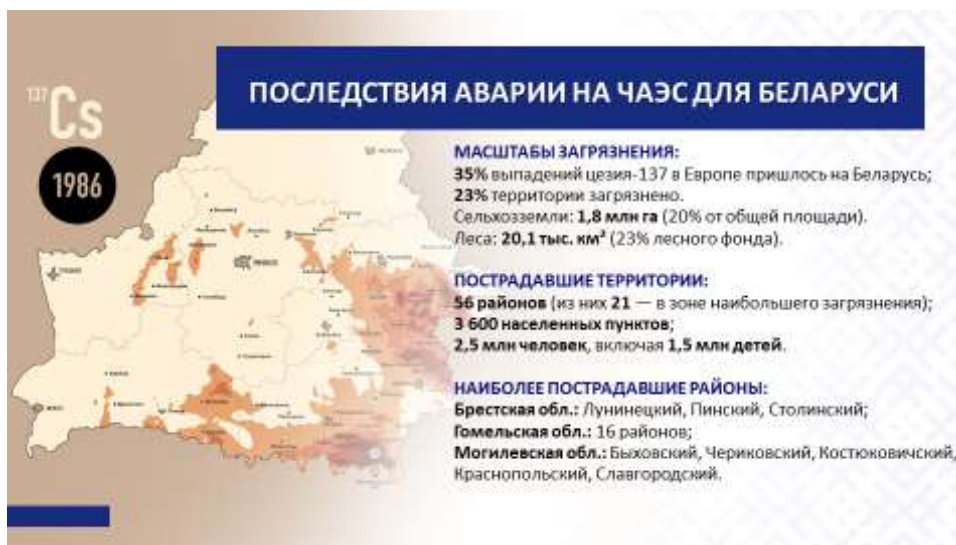 ПОСЛЕДСТВИЯ АВАРИИ НА ЧАЭС ДЛЯ БЕЛАРУСИ
137
Cs
1986
МАСШТАБЫ ЗАГРЯЗНЕНИЯ:
35% выпадений цезия-137 в Европе пришлось на Беларусь;
23% территории загрязнено.
Сельхозземли: 1,8 млн га (20% от общей площади).
Леса: 20,1 тыс. км² (23% лесного фонда).
ПОСТРАДАВШИЕ ТЕРРИТОРИИ:
56 районов (из них 21 — в зоне наибольшего загрязнения);
3 600 населенных пунктов;
2,5 млн человек, включая 1,5 млн детей.
НАИБОЛЕЕ ПОСТРАДАВШИЕ РАЙОНЫ:
Брестская обл.: Лунинецкий, Пинский, Столинский;
Гомельская обл.: 16 районов;
Могилевская обл.: Быховский, Чериковский, Костюковичский,
Краснопольский, Славгородский.